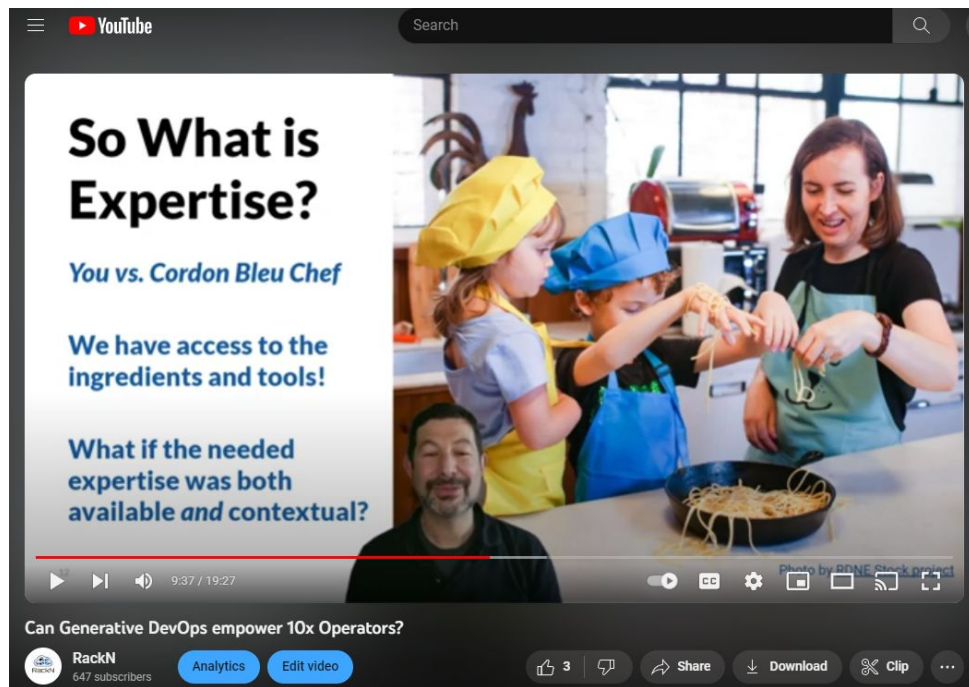 YouTube
Search
So What is
Expertise?
You vs. Cordon Bleu Chef
We have access to the
ingredients and tools!
What if the needed
expertise was both
available and contextual?
12
9:37 / 19:27
CC
Photo by RDNE Stock project
Can Generative DevOps empower 10x Operators?
RackN
RackN
647 subscribers
Analytics
Edit video
3
Share
Download
Clip